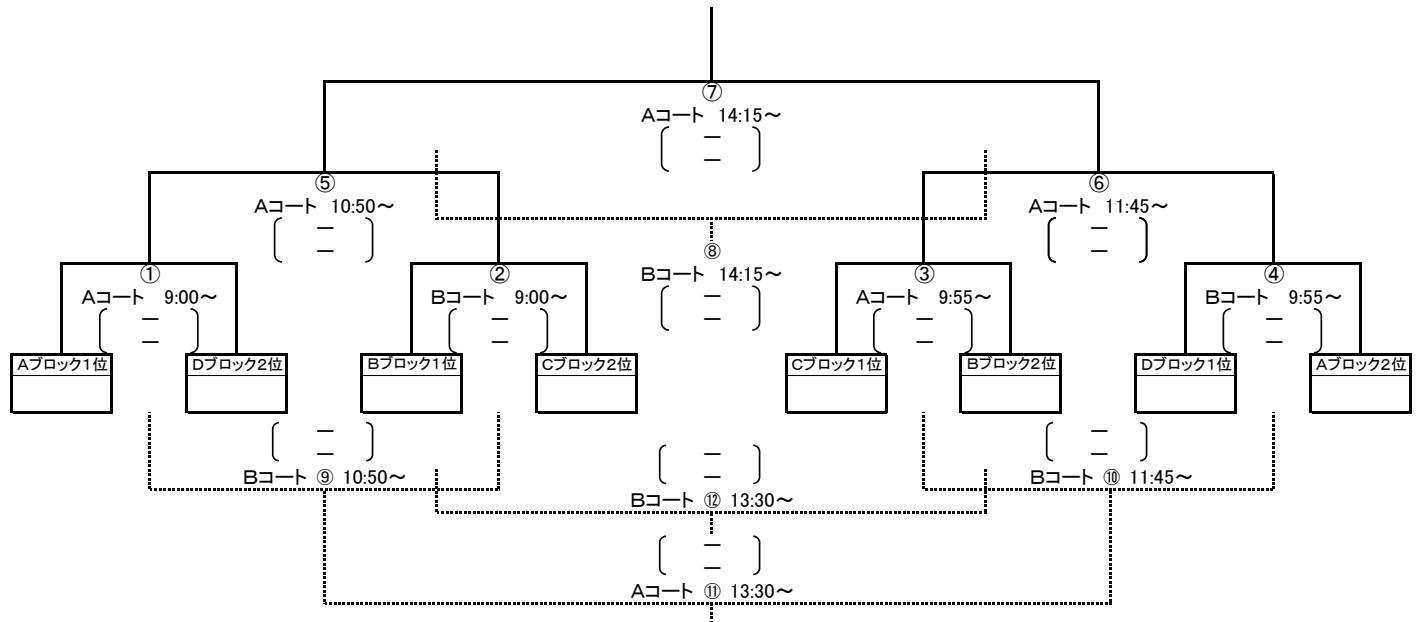 ⑦
Aコート 14:15～
―
―
⑤
Aコート 10:50～
―
―
⑥
Aコート 11:45～
―
―
⑧
Bコート 14:15～
―
―
①
Aコート 9:00～
―
―
②
Bコート 9:00～
―
―
③
Aコート 9:55～
―
―
④
Bコート 9:55～
―
―
Aブロック1位
Dブロック2位
Bブロック1位
Cブロック2位
Cブロック1位
Bブロック2位
Dブロック1位
Aブロック2位
―
―
Bコート ⑨ 10:50～
―
―
Bコート ⑩ 11:45～
―
―
Bコート ⑫ 13:30～
―
―
Aコート ⑪ 13:30～